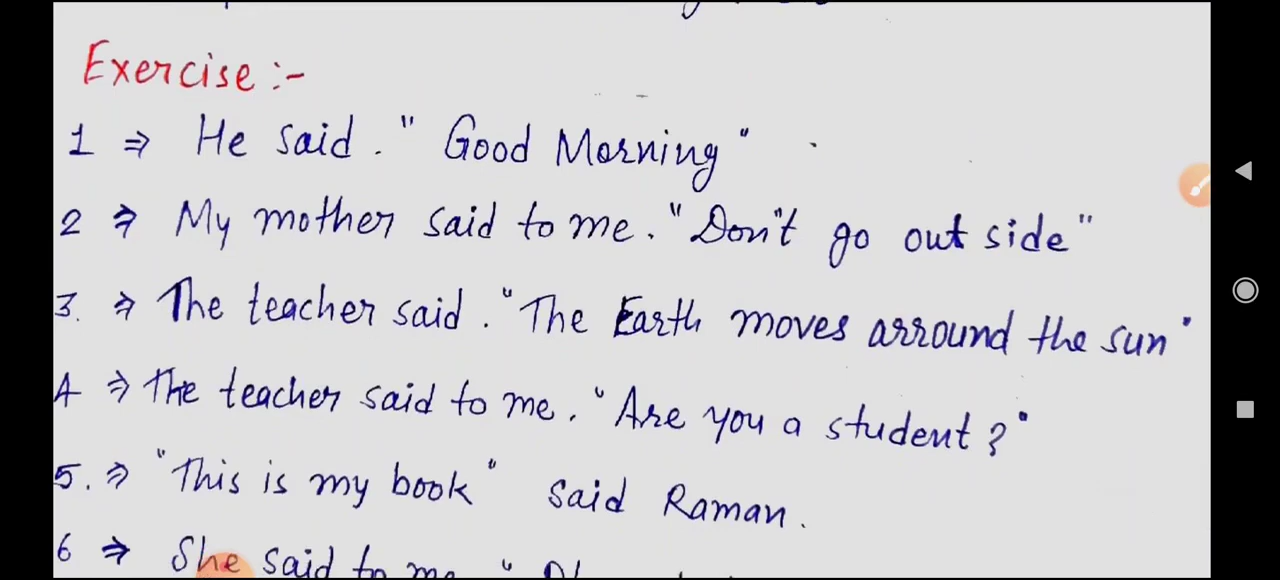 Exercise :-
1 ⇒ He said . " Good Morning "
2 ⇒ My mother said to me . "Don't go out side"
3. ⇒ The teacher said . "The Earth moves arround the sun"
4 ⇒ The teacher said to me . "Are you a student ?"
5. ⇒ "This is my book" said Raman .
6 ⇒ She said to me "